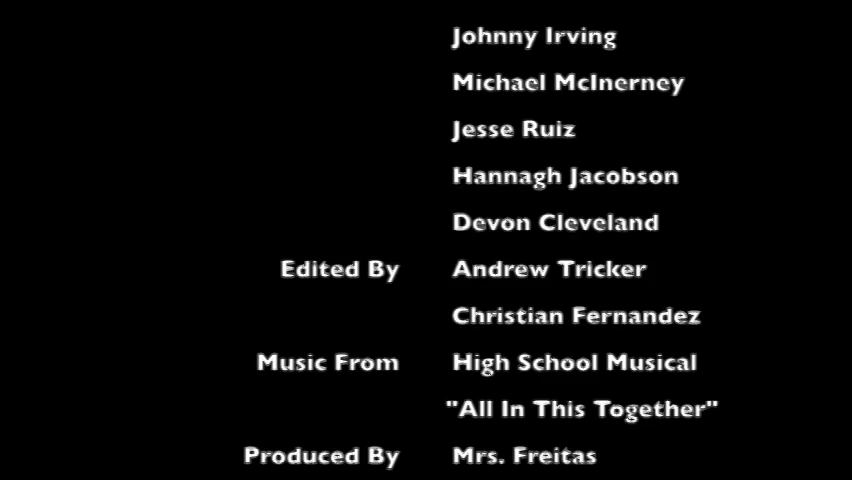 Johnny Irving
Michael McInerney
Jesse Ruiz
Hannagh Jacobson
Devon Cleveland
Edited By Andrew Tricker
Christian Fernandez
Music From High School Musical
"All In This Together"
Produced By Mrs. Freitas